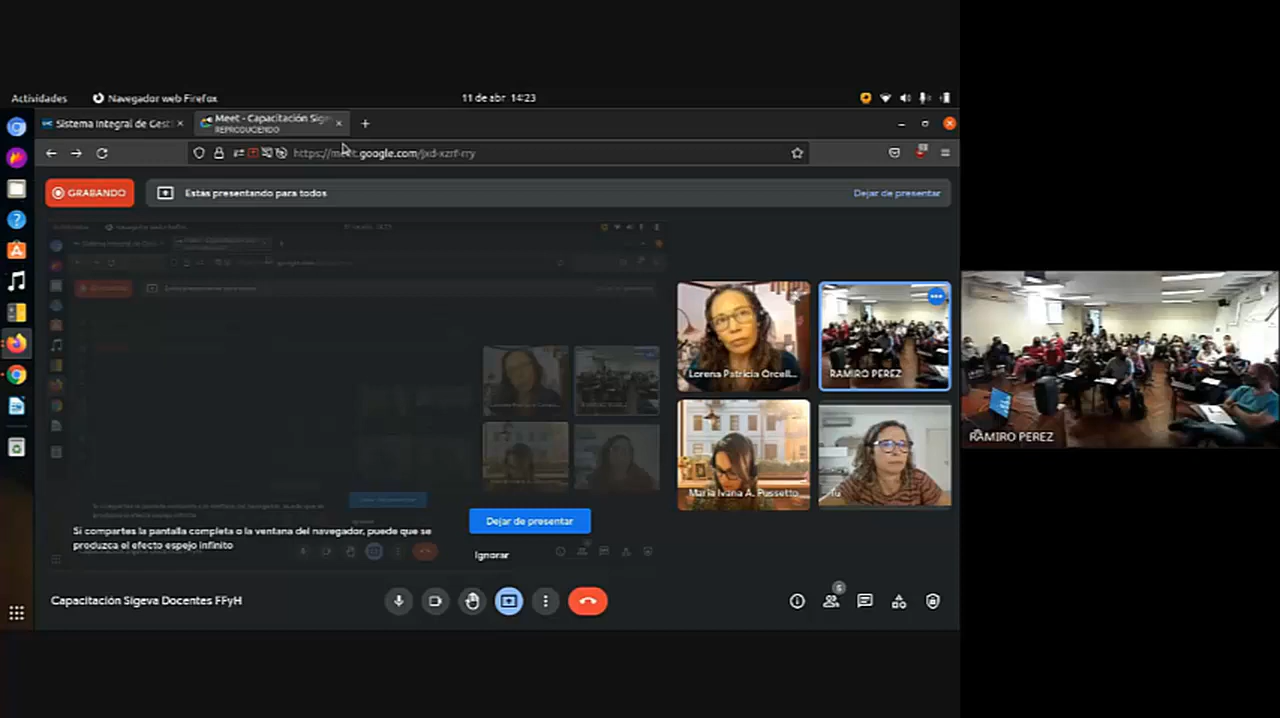 Actividades
Navegador web Firefox
11 de abr 14:23
Sistema Integral de Gest
Meet - Capacitación Sige
REPRODUCIENDO
https://meet.google.com/jxd-xzrf-rry
GRABANDO
Estás presentando para todos
Dejar de presentar
Lorena Patricia Orcell...
RAMIRO PEREZ
María Ivana A. Pussetto
Tú
RAMIRO PEREZ
Si compartes la pantalla completa o la ventana del navegador, puede que se
produzca el efecto espejo infinito
Dejar de presentar
Ignorar
Capacitación Sigeva Docentes FFyH